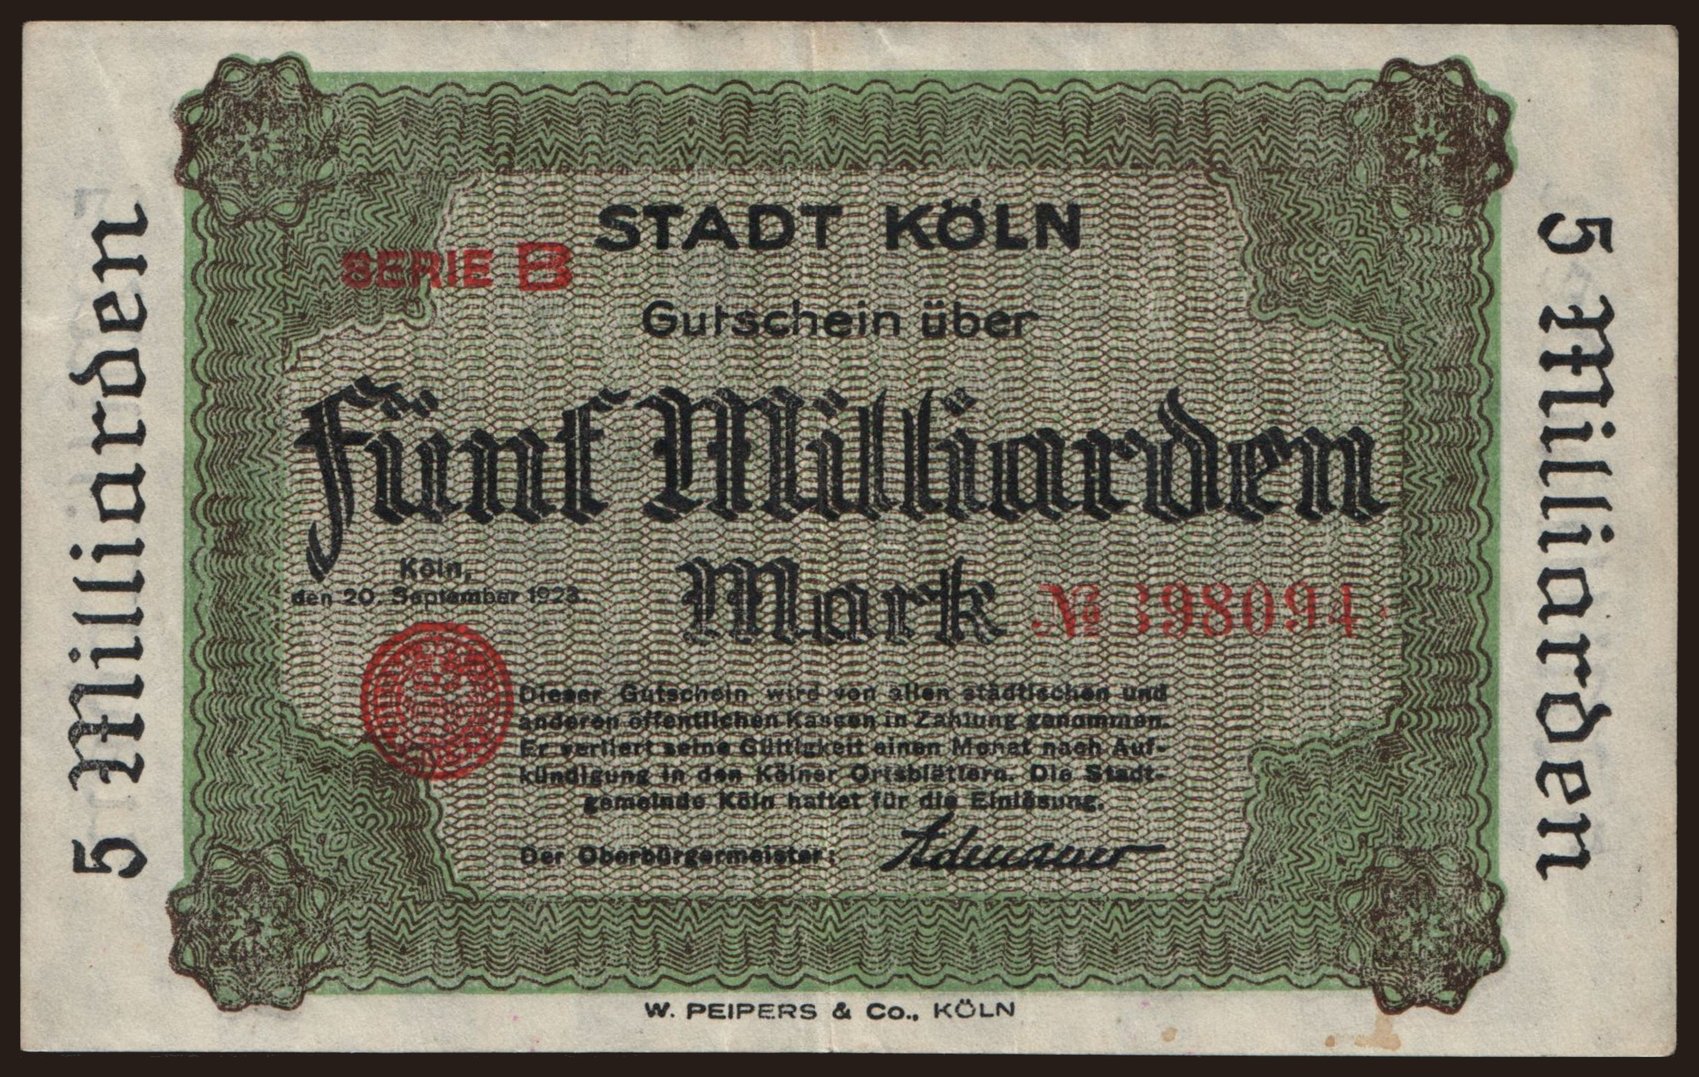 STADT KÖLN
SERIE B
Gutschein über
Fünf Milliarden
Mark
Köln,
den 20. September 1923.
№ 398094
Dieser Gutschein wird von allen städtischen und
anderen öffentlichen Kassen in Zahlung genommen.
Er verliert seine Gültigkeit einen Monat nach Auf-
kündigung in den Kölner Ortsblättern. Die Stadt-
gemeinde Köln haftet für die Einlösung.
Der Oberbürgermeister: Adenauer
5 Milliarden
5 Milliarden
W. PEIPERS & Co., KÖLN